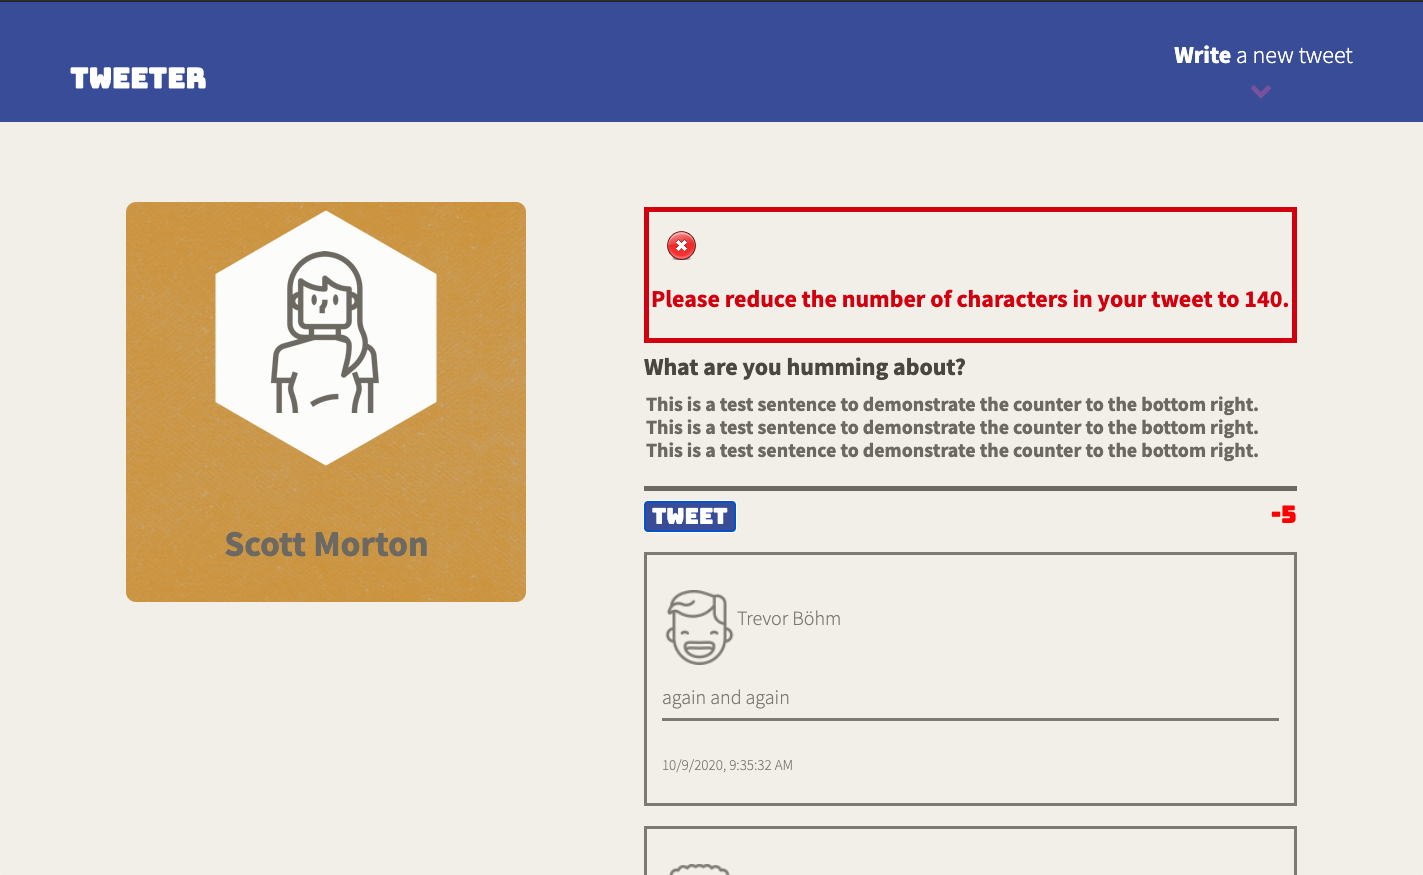 TWEETER
Write a new tweet
Scott Morton
Please reduce the number of characters in your tweet to 140.
What are you humming about?
This is a test sentence to demonstrate the counter to the bottom right.
This is a test sentence to demonstrate the counter to the bottom right.
This is a test sentence to demonstrate the counter to the bottom right.
TWEET
-5
Trevor Böhm
again and again
10/9/2020, 9:35:32 AM